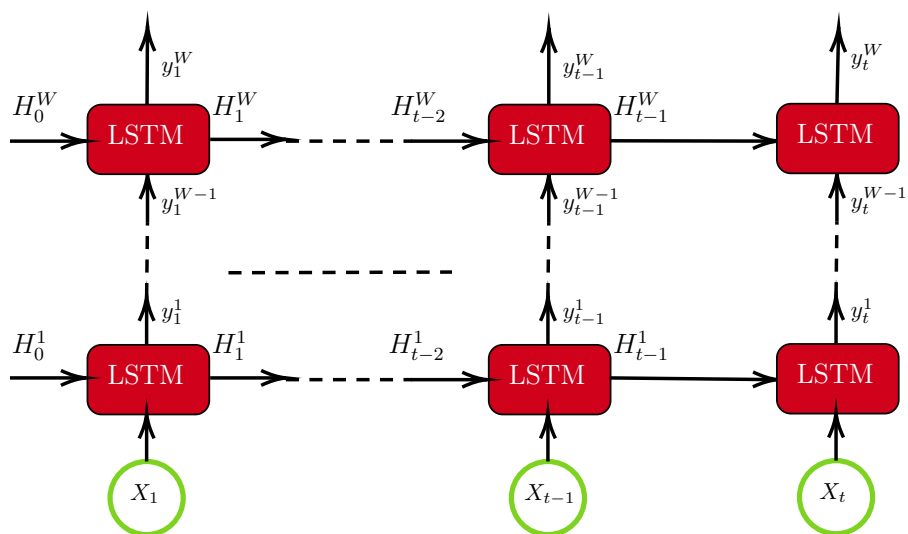 $y_1^W$ $y_{t-1}^W$ $y_t^W$
$H_0^W$ $H_1^W$ $H_{t-2}^W$ $H_{t-1}^W$
LSTM LSTM LSTM
$y_1^{W-1}$ $y_{t-1}^{W-1}$ $y_t^{W-1}$
$y_1^1$ $y_{t-1}^1$ $y_t^1$
$H_0^1$ $H_1^1$ $H_{t-2}^1$ $H_{t-1}^1$
LSTM LSTM LSTM
$X_1$ $X_{t-1}$ $X_t$